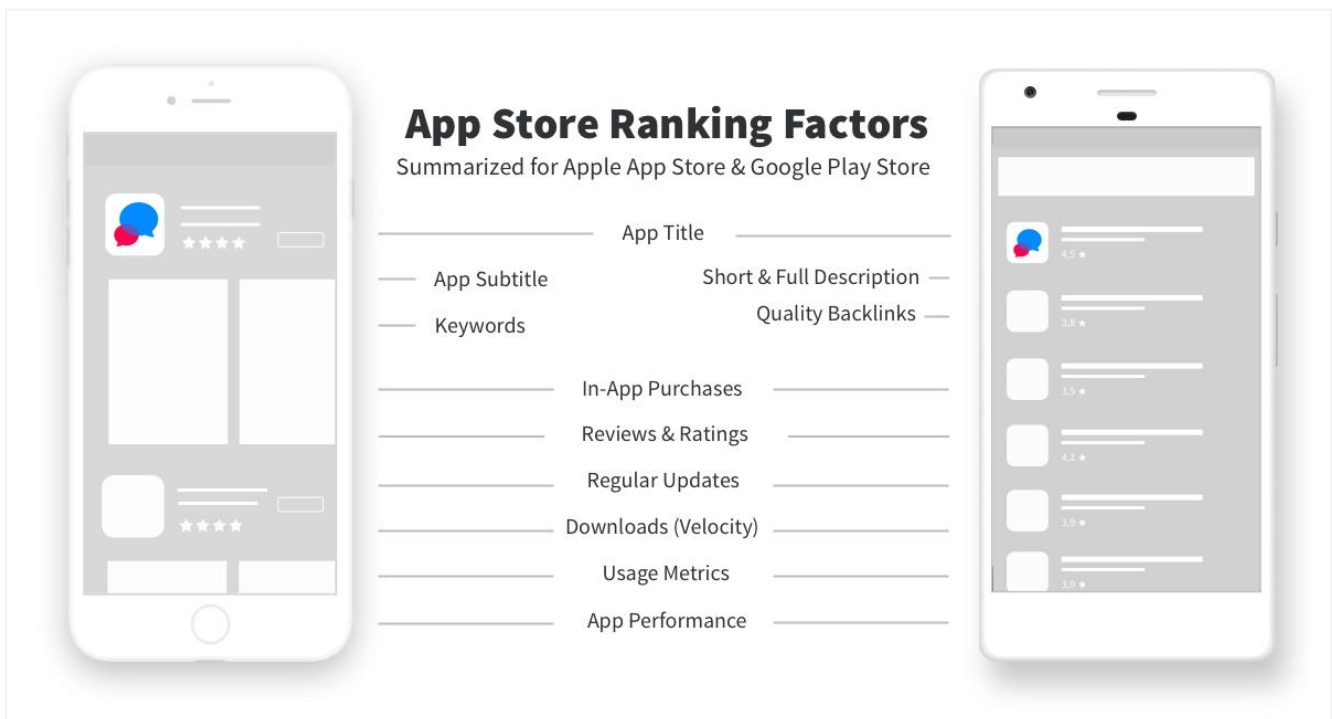 App Store Ranking Factors
Summarized for Apple App Store & Google Play Store
App Title
App Subtitle
Short & Full Description
Keywords
Quality Backlinks
In-App Purchases
Reviews & Ratings
Regular Updates
Downloads (Velocity)
Usage Metrics
App Performance
4,5 ★
3,8 ★
3,5 ★
4,2 ★
3,9 ★
3,9 ★